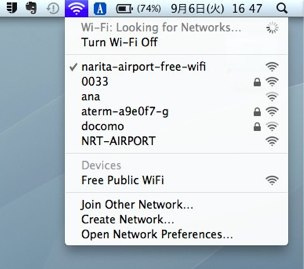 A (74%) 9月6日(火) 16 47
Wi-Fi: Looking for Networks...
Turn Wi-Fi Off
✓ narita-airport-free-wifi
0033
ana
aterm-a9e0f7-g
docomo
NRT-AIRPORT
Devices
Free Public WiFi
Join Other Network...
Create Network...
Open Network Preferences...